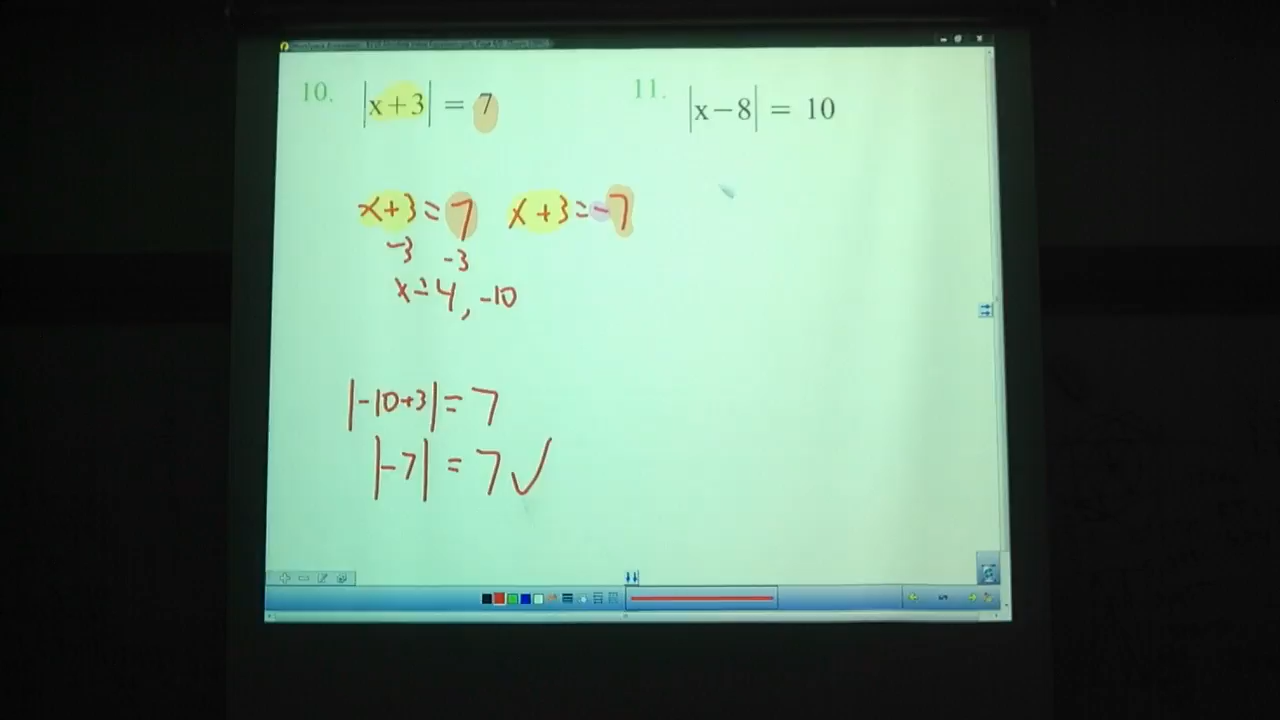 10. |x+3| = 7
x+3 = 7 x+3 = -7
-3 -3
x = 4, -10
|-10+3| = 7
|-7| = 7 ✓
11. |x-8| = 10